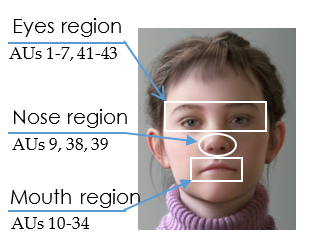 Eyes region
AUs 1-7, 41-43
Nose region
AUs 9, 38, 39
Mouth region
AUs 10-34